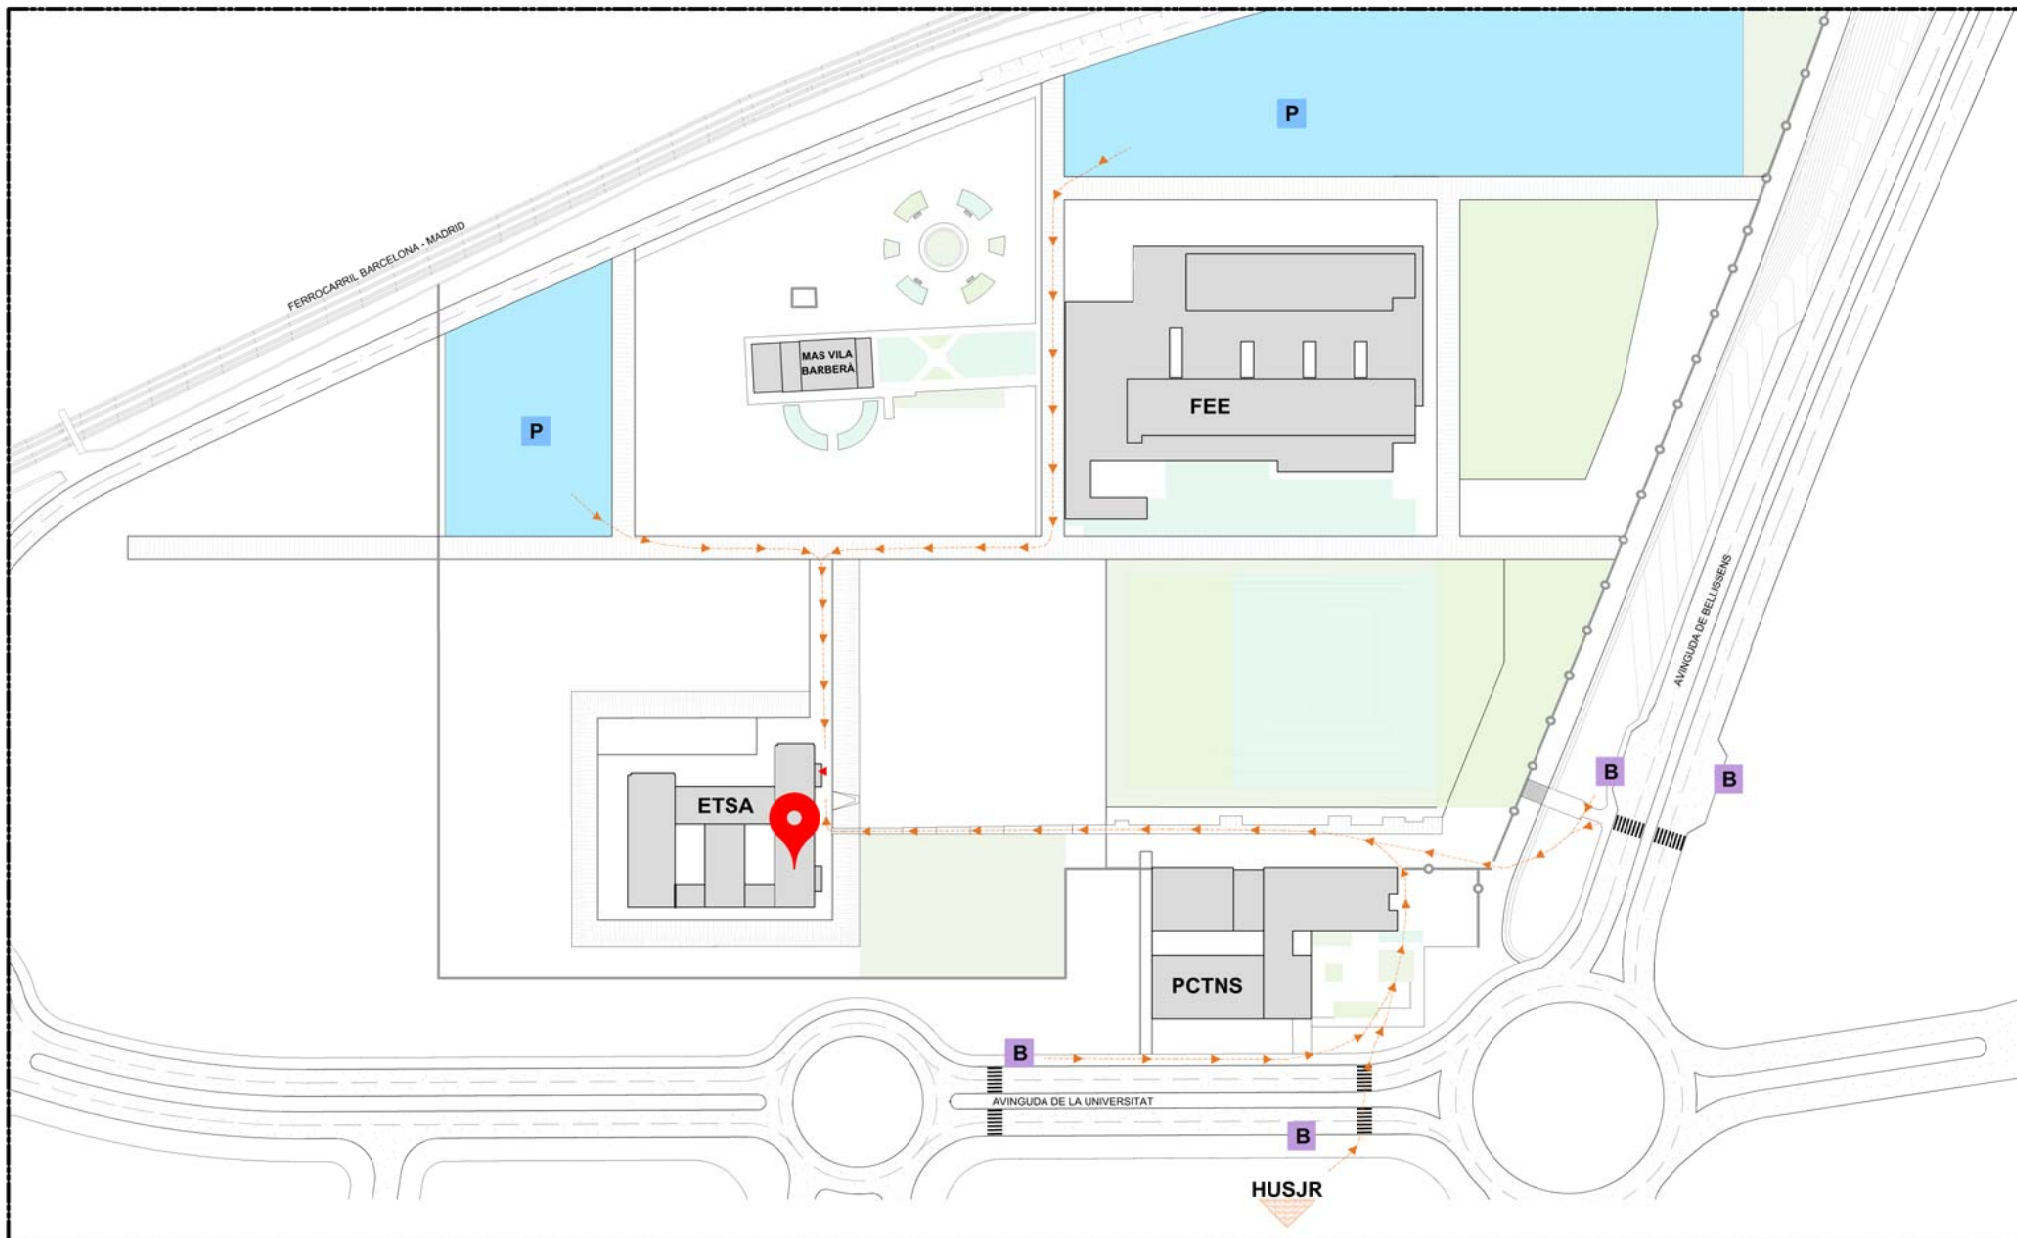 P
FERROCARRIL BARCELONA - MADRID
MAS VILA
BARBERÀ
FEE
P
AVINGUDA DE BELLISSENS
B
B
ETSA
PCTNS
B
AVINGUDA DE LA UNIVERSITAT
B
HUSJR